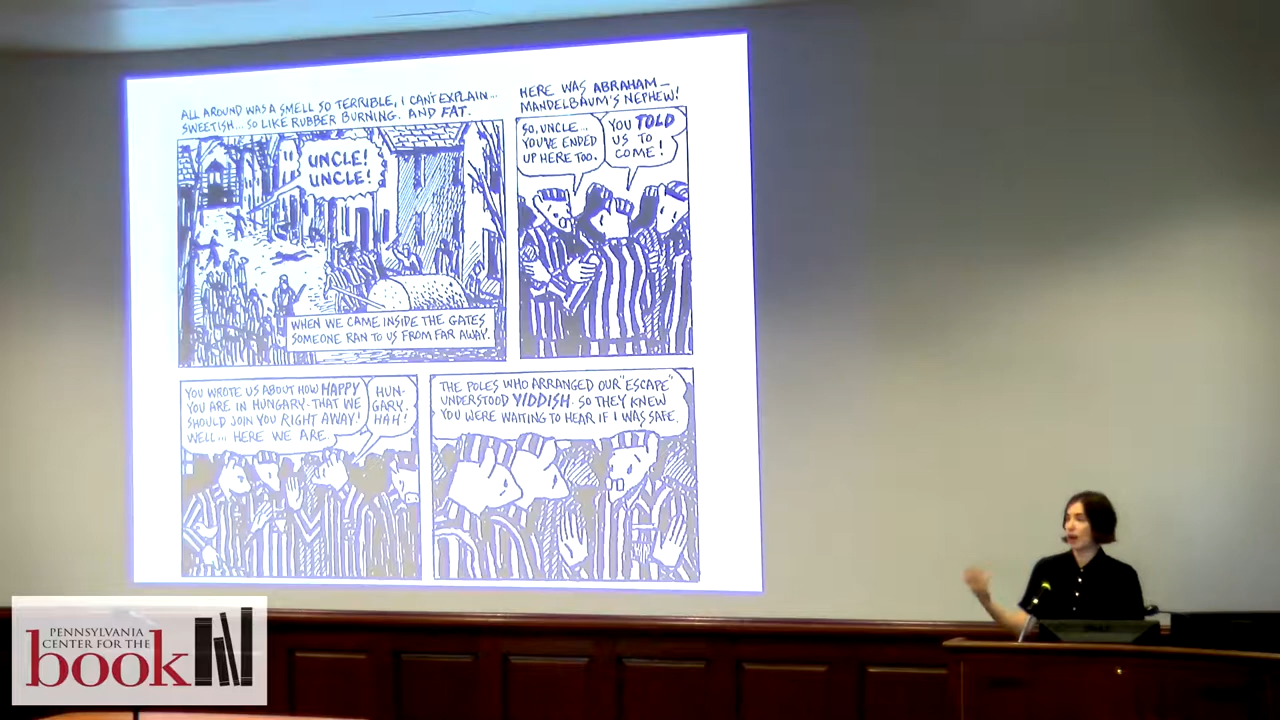 ALL AROUND WAS A SMELL SO TERRIBLE, I CAN'T EXPLAIN...
SWEETISH... SO LIKE RUBBER BURNING. AND FAT.
UNCLE!
UNCLE!
WHEN WE CAME INSIDE THE GATES
SOMEONE RAN TO US FROM FAR AWAY.
HERE WAS ABRAHAM—
MANDELBAUM'S NEPHEW!
SO, UNCLE...
YOU'VE ENDED
UP HERE TOO.
YOU TOLD
US TO
COME!
YOU WROTE US ABOUT HOW HAPPY
YOU ARE IN HUNGARY-THAT WE
SHOULD JOIN YOU RIGHT AWAY!
WELL... HERE WE ARE.
HUN-
GARY.
HAH!
THE POLES WHO ARRANGED OUR "ESCAPE"
UNDERSTOOD YIDDISH. SO THEY KNEW
YOU WERE WAITING TO HEAR IF I WAS SAFE.
PENNSYLVANIA
CENTER FOR THE
book